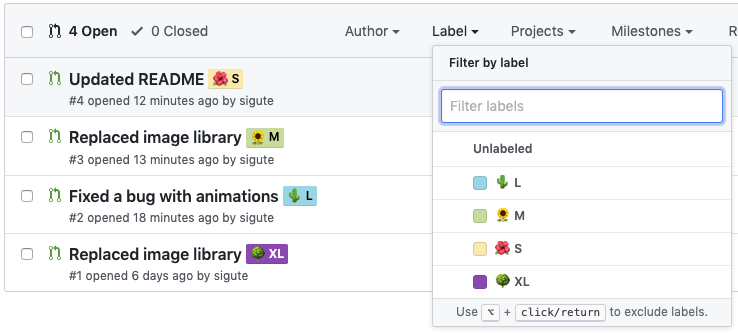 4 Open ✓ 0 Closed Author Label Projects Milestones R
Filter by label
Updated README 🌺 S
#4 opened 12 minutes ago by sigute
Filter labels
Replaced image library 🌻 M
#3 opened 13 minutes ago by sigute
Unlabeled
🌵 L
Fixed a bug with animations 🌵 L
#2 opened 18 minutes ago by sigute
🌻 M
🌺 S
Replaced image library 🌳 XL
#1 opened 6 days ago by sigute
🌳 XL
Use ⌥ + click/return to exclude labels.